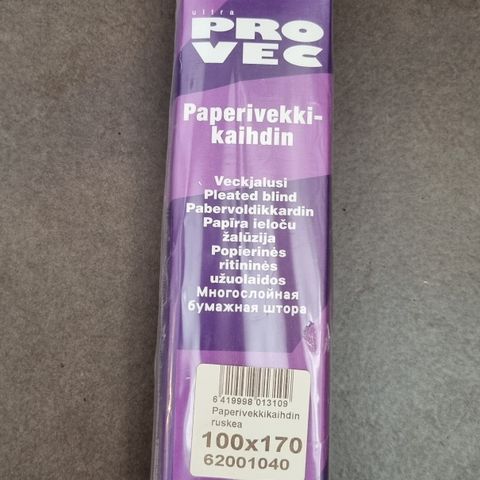 ultra
PRO
VEC
Paperivekki-
kaihdin
Veckjalusi
Pleated blind
Pabervoldikkardin
Papīra ieloču
žalūzija
Popierinės
ritininės
užuolaidos
Многослойная
бумажная штора
6 419998 013109
Paperivekkikaihdin
ruskea
100x170
62001040